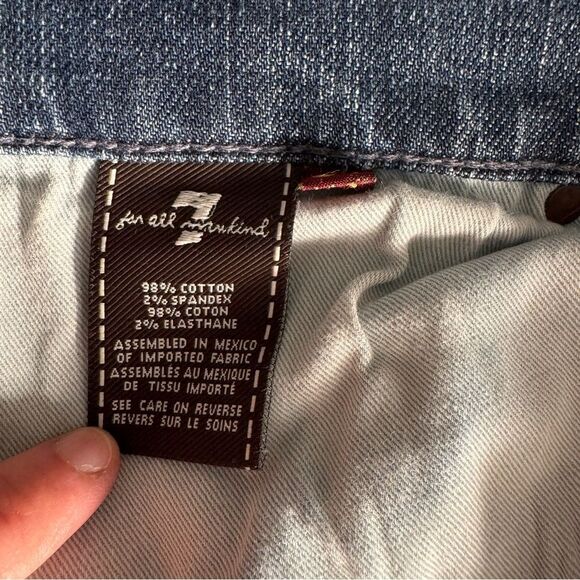 7
for all mankind
98% COTTON
2% SPANDEX
98% COTON
2% ELASTHANE
ASSEMBLED IN MEXICO
OF IMPORTED FABRIC
ASSEMBLÉS AU MEXIQUE
DE TISSU IMPORTÉ
SEE CARE ON REVERSE
REVERS SUR LE SOINS